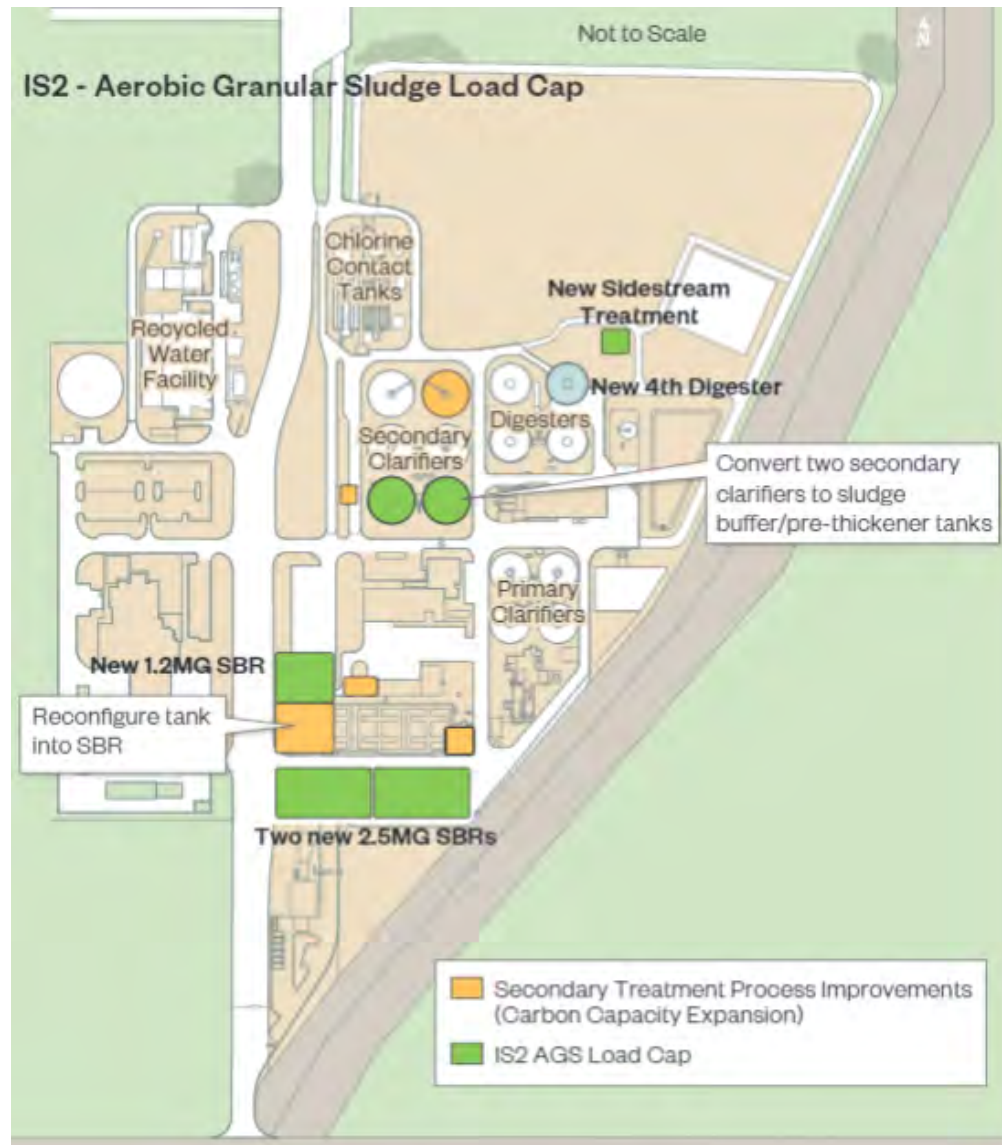 Not to Scale
IS2 - Aerobic Granular Sludge Load Cap
Chlorine
Contact
Tanks
New Sidestream
Treatment
Recycled
Water
Facility
New 4th Digester
Digesters
Secondary
Clarifiers
Convert two secondary
clarifiers to sludge
buffer/pre-thickener tanks
Primary
Clarifiers
New 1.2MG SBR
Reconfigure tank
into SBR
Two new 2.5MG SBRs
Secondary Treatment Process Improvements
(Carbon Capacity Expansion)
IS2 AGS Load Cap